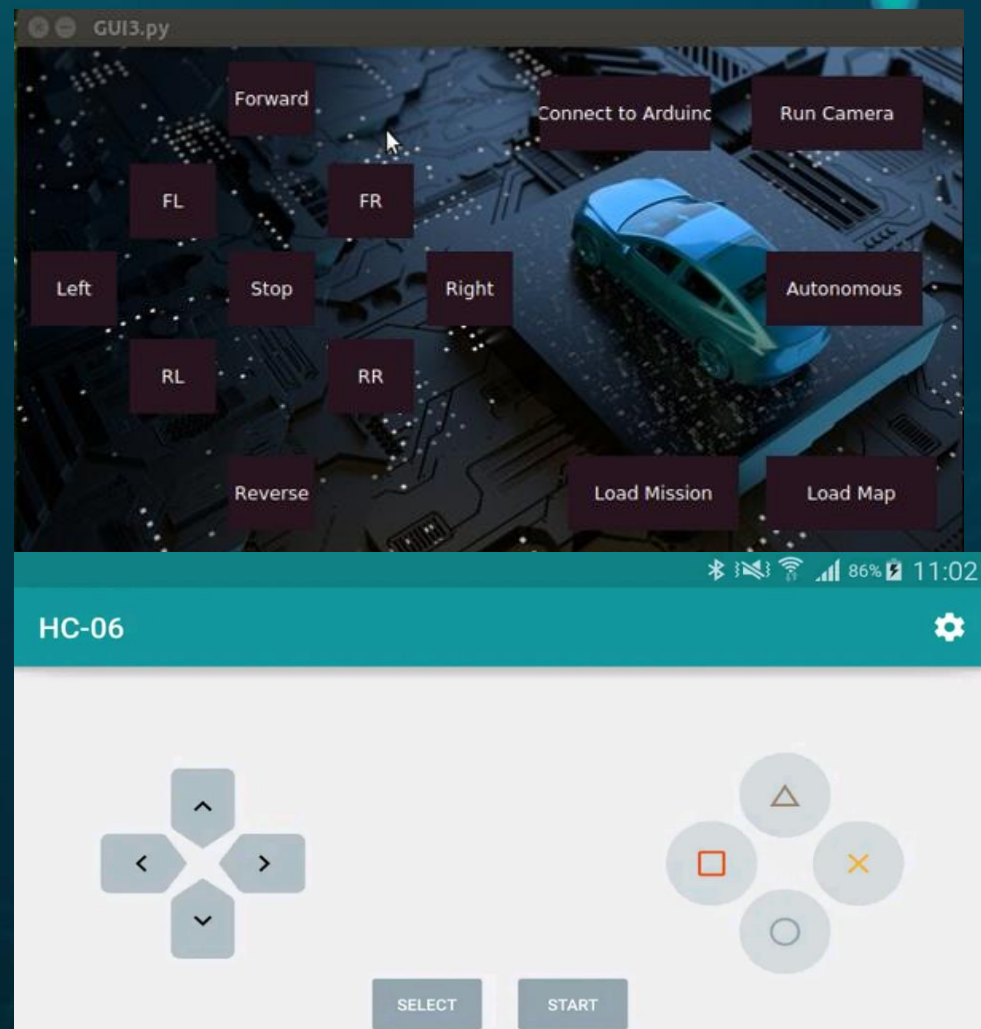 GUI3.py
Forward
Connect to Arduino
Run Camera
FL
FR
Left
Stop
Right
Autonomous
RL
RR
Reverse
Load Mission
Load Map
86%
11:02
HC-06
SELECT
START